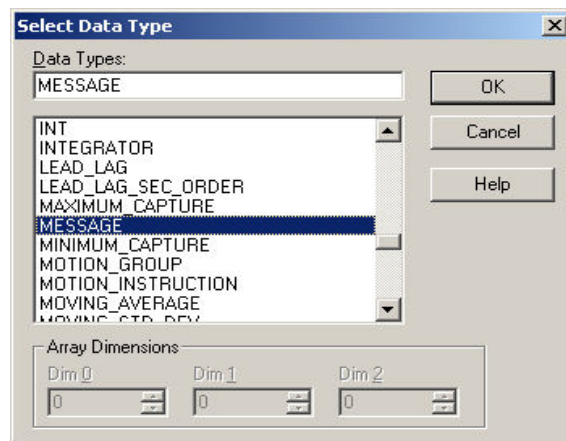 Select Data Type
Data Types:
MESSAGE
OK
INT
INTEGRATOR
LEAD_LAG
LEAD_LAG_SEC_ORDER
MAXIMUM_CAPTURE
MESSAGE
MINIMUM_CAPTURE
MOTION_GROUP
MOTION_INSTRUCTION
MOVING_AVERAGE
MOVING_STD_DEV
Cancel
Help
Array Dimensions
Dim 0 Dim 1 Dim 2
0 0 0